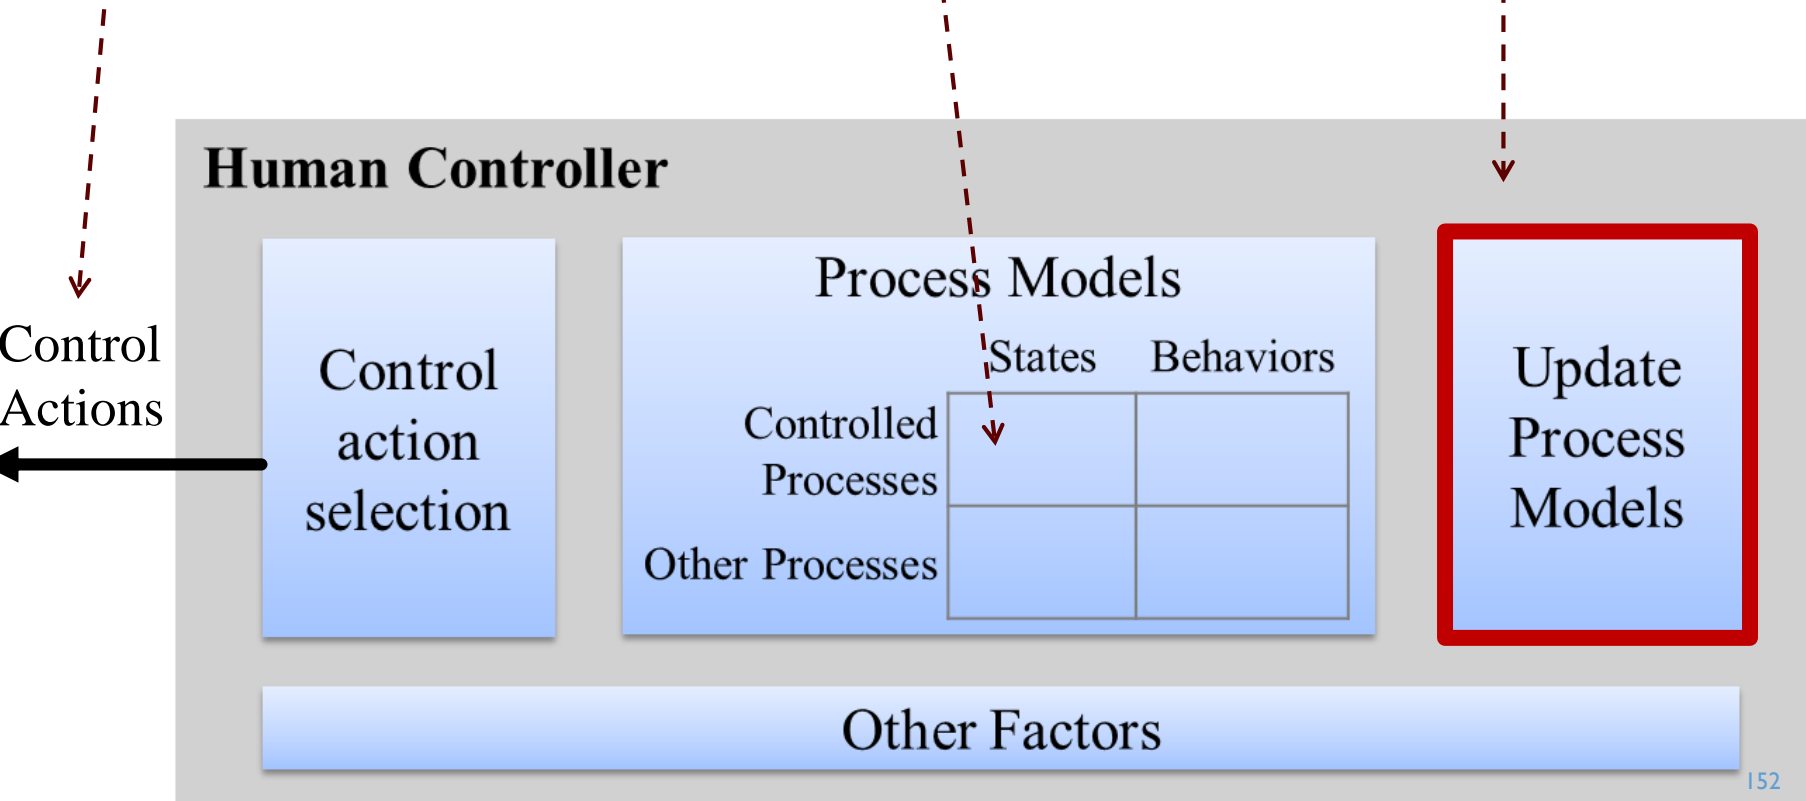 Human Controller
Control
Actions
Control
action
selection
Process Models
States Behaviors
Controlled
Processes
Other Processes
Update
Process
Models
Other Factors
152